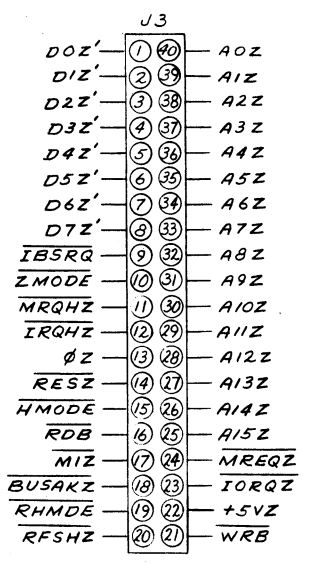 J3
D0Z' 1 40 A0Z
D1Z' 2 39 A1Z
D2Z' 3 38 A2Z
D3Z' 4 37 A3Z
D4Z' 5 36 A4Z
D5Z' 6 35 A5Z
D6Z' 7 34 A6Z
D7Z' 8 33 A7Z
IBSRQ 9 32 A8Z
ZMODE 10 31 A9Z
MRQHZ 11 30 A10Z
IRQHZ 12 29 A11Z
ØZ 13 28 A12Z
RESZ 14 27 A13Z
HMODE 15 26 A14Z
RDB 16 25 A15Z
M1Z 17 24 MREQZ
BUSAKZ 18 23 IORQZ
RHMDE 19 22 +5VZ
RFSHZ 20 21 WRB